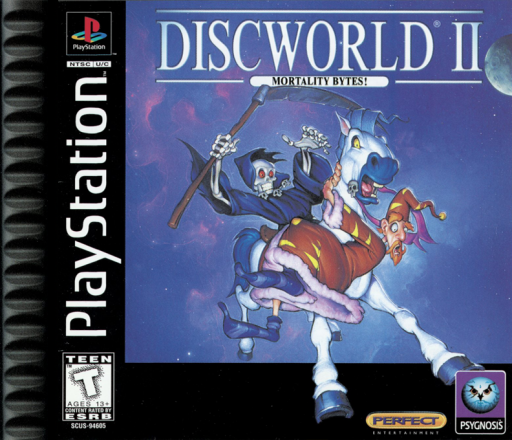 PlayStation
NTSC U/C
PlayStation
DISCWORLD® II
MORTALITY BYTES!
TEEN
T
AGES 13+
CONTENT RATED BY
ESRB
SCUS-94605
PERFECT
ENTERTAINMENT
PSYGNOSIS